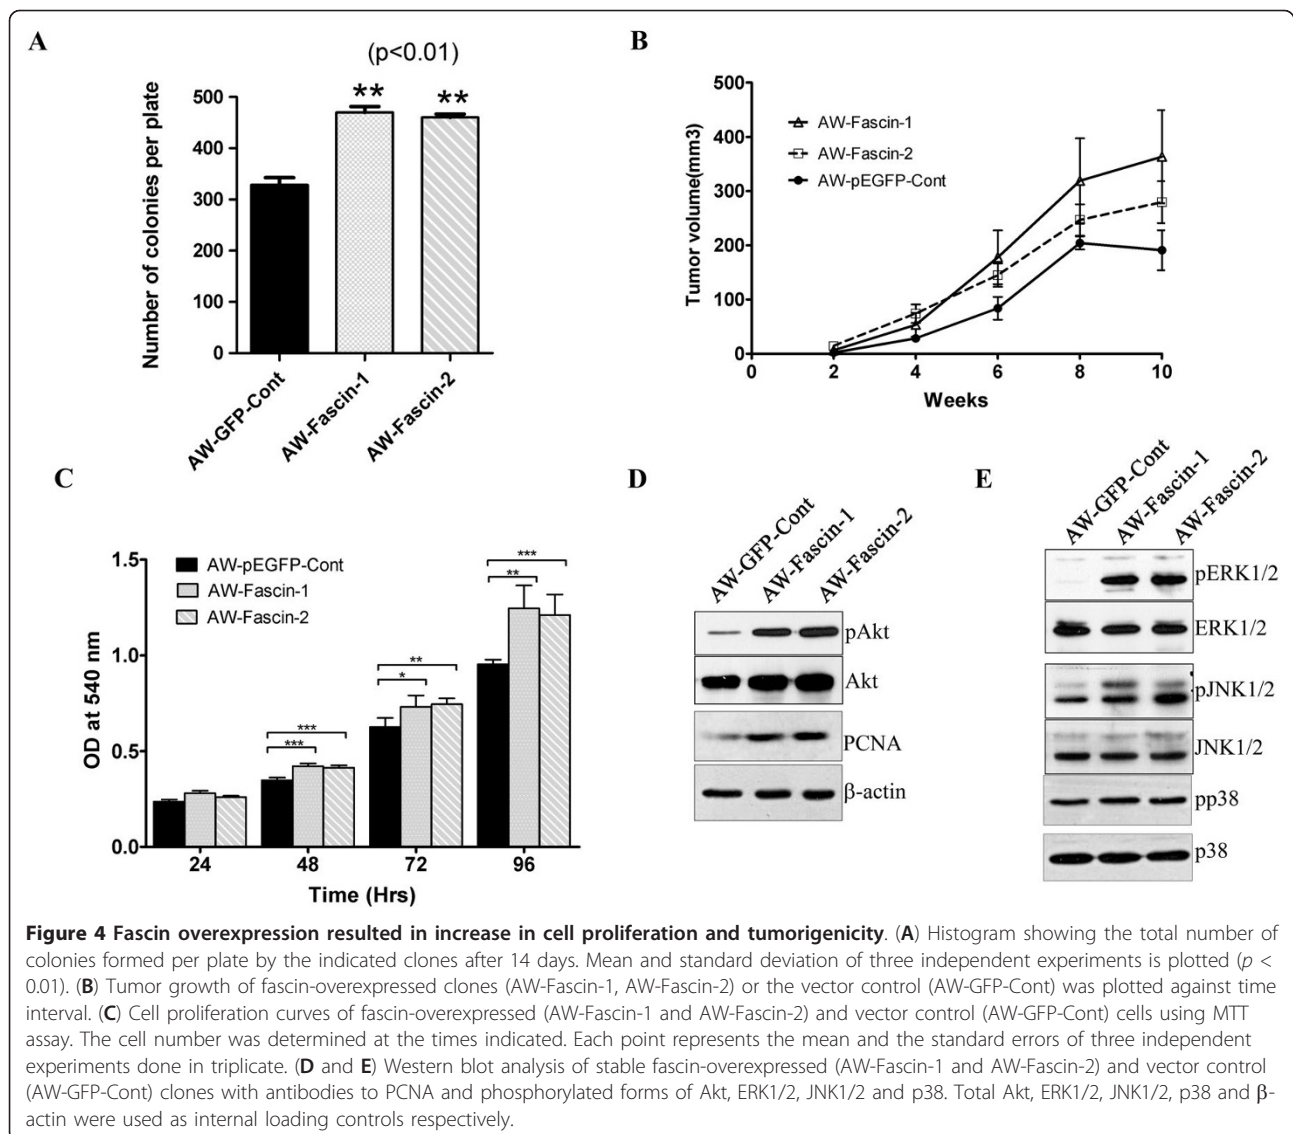 A
(p<0.01)
** **
Number of colonies per plate
500
400
300
200
100
0
AW-GFP-Cont
AW-Fascin-1
AW-Fascin-2
B
Tumor volume(mm3)
500
400
300
200
100
0
AW-Fascin-1
AW-Fascin-2
AW-pEGFP-Cont
0 2 4 6 8 10
Weeks
C
OD at 540 nm
1.5
1.0
0.5
0.0
AW-pEGFP-Cont
AW-Fascin-1
AW-Fascin-2
***
***
**
*
***
**
24 48 72 96
Time (Hrs)
D
AW-GFP-Cont
AW-Fascin-1
AW-Fascin-2
pAkt
Akt
PCNA
β-actin
E
AW-GFP-Cont
AW-Fascin-1
AW-Fascin-2
pERK1/2
ERK1/2
pJNK1/2
JNK1/2
pp38
p38
Figure 4 Fascin overexpression resulted in increase in cell proliferation and tumorigenicity. (A) Histogram showing the total number of
colonies formed per plate by the indicated clones after 14 days. Mean and standard deviation of three independent experiments is plotted (p <
0.01). (B) Tumor growth of fascin-overexpressed clones (AW-Fascin-1, AW-Fascin-2) or the vector control (AW-GFP-Cont) was plotted against time
interval. (C) Cell proliferation curves of fascin-overexpressed (AW-Fascin-1 and AW-Fascin-2) and vector control (AW-GFP-Cont) cells using MTT
assay. The cell number was determined at the times indicated. Each point represents the mean and the standard errors of three independent
experiments done in triplicate. (D and E) Western blot analysis of stable fascin-overexpressed (AW-Fascin-1 and AW-Fascin-2) and vector control
(AW-GFP-Cont) clones with antibodies to PCNA and phosphorylated forms of Akt, ERK1/2, JNK1/2 and p38. Total Akt, ERK1/2, JNK1/2, p38 and β-
actin were used as internal loading controls respectively.